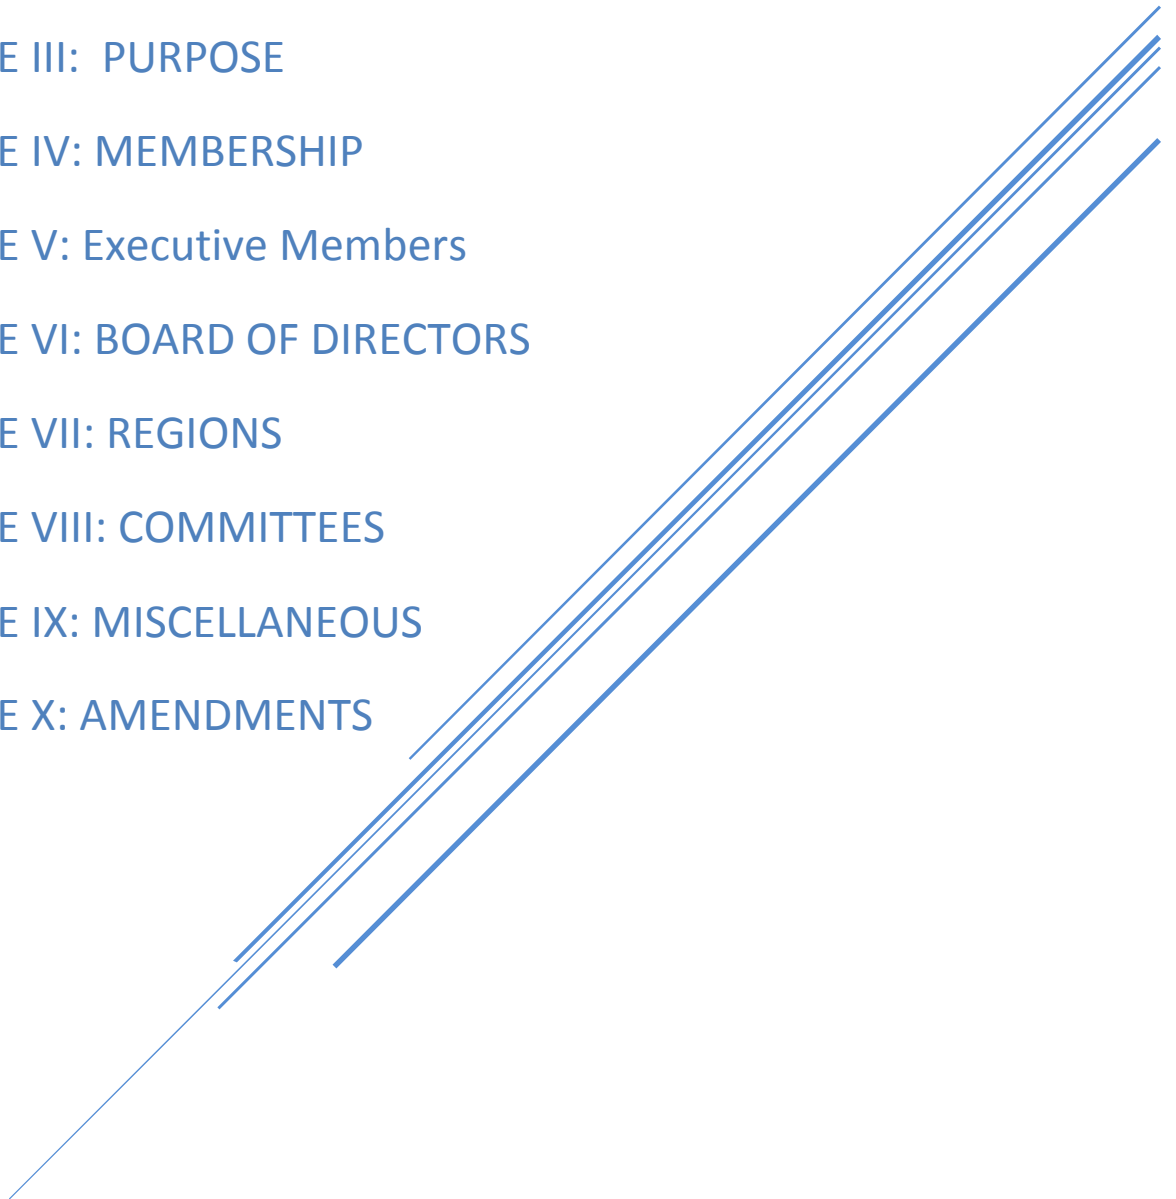 E III: PURPOSE
E IV: MEMBERSHIP
E V: Executive Members
E VI: BOARD OF DIRECTORS
E VII: REGIONS
E VIII: COMMITTEES
E IX: MISCELLANEOUS
E X: AMENDMENTS